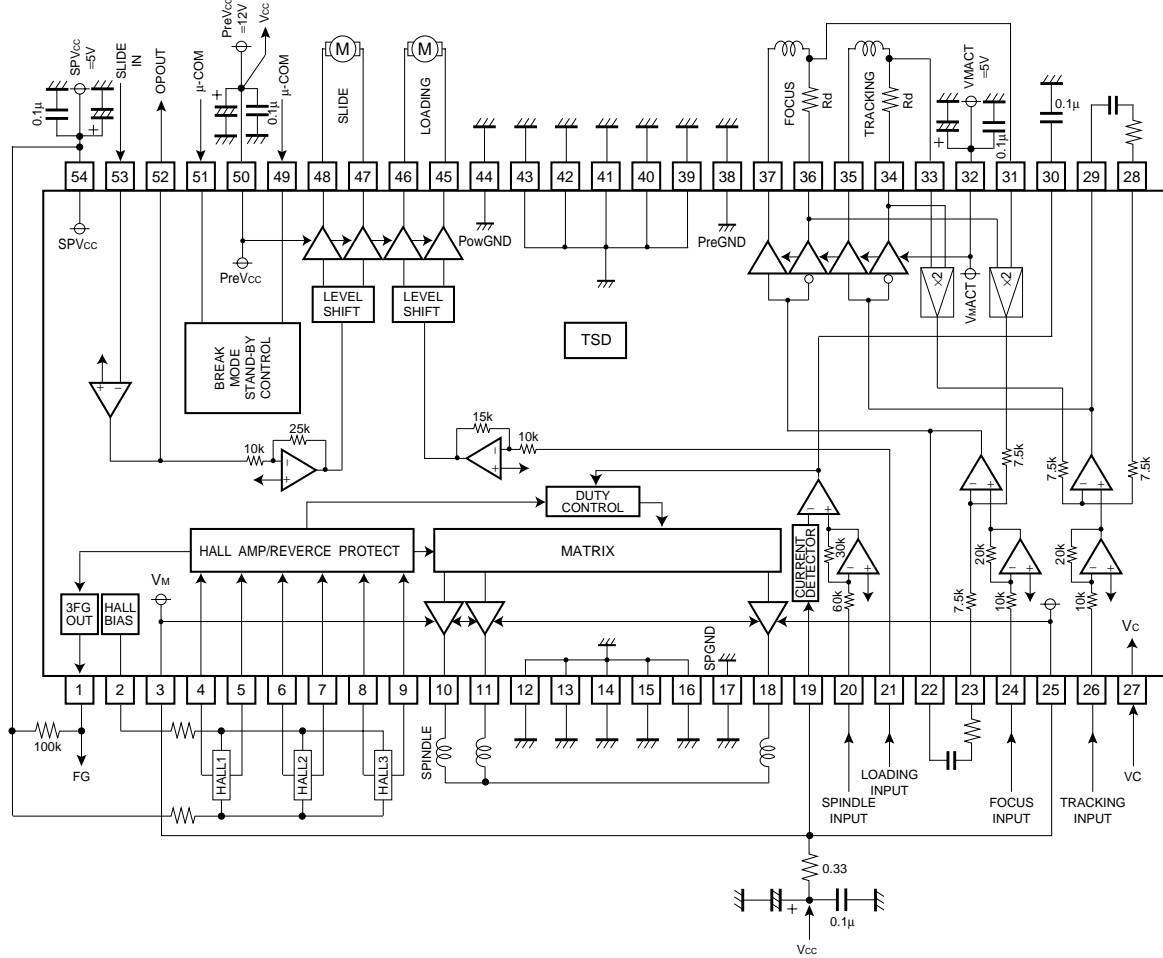 PreVcc
=12V
Vcc
SPVcc
=5V
SLIDE
IN
OPOUT
μ-COM
μ-COM
0.1μ
+
+
0.1μ
M
SLIDE
M
LOADING
FOCUS
Rd
TRACKING
Rd
VMACT
=5V
+
0.1μ
0.1μ
54 53 52 51 50 49 48 47 46 45 44 43 42 41 40 39 38 37 36 35 34 33 32 31 30 29 28
SPVcc
PreVcc
PowGND
PreGND
VMACT
×2
×2
LEVEL
SHIFT
LEVEL
SHIFT
BREAK
MODE
STAND-BY
CONTROL
TSD
+ −
10k
25k
−
+
15k
10k
−
+
7.5k
7.5k
7.5k
− +
− +
DUTY
CONTROL
− +
HALL AMP/REVERCE PROTECT
MATRIX
CURRENT
DETECTOR
30k
− +
60k
20k
− +
10k
7.5k
20k
− +
10k
VM
3FG
OUT
HALL
BIAS
SPGND
VC
1 2 3 4 5 6 7 8 9 10 11 12 13 14 15 16 17 18 19 20 21 22 23 24 25 26 27
100k
FG
HALL1
HALL2
HALL3
SPINDLE
SPINDLE
INPUT
LOADING
INPUT
FOCUS
INPUT
TRACKING
INPUT
VC
0.33
+
0.1μ
Vcc